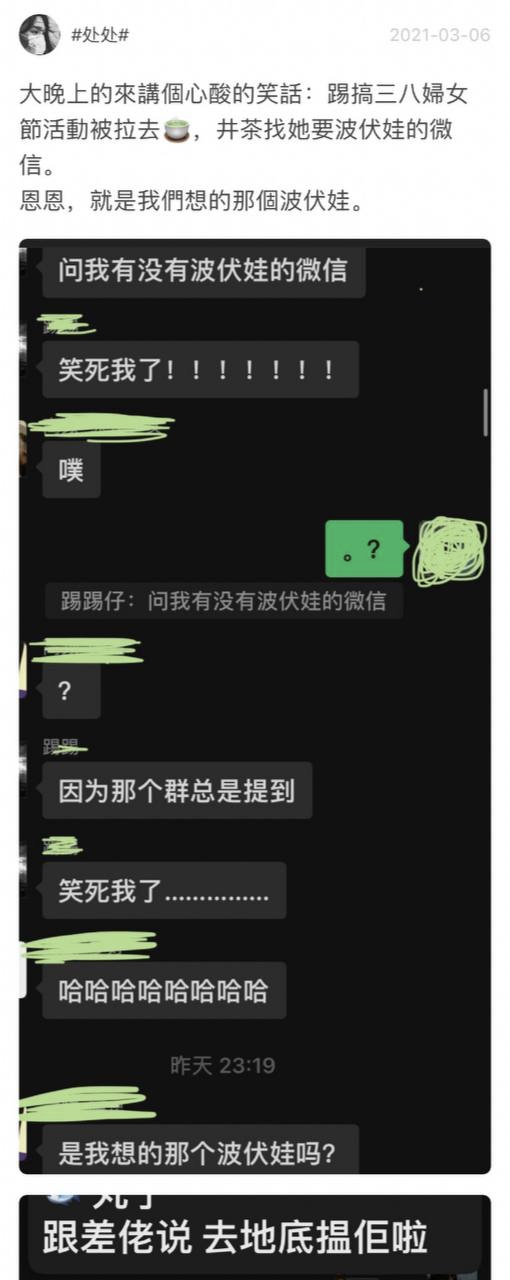 #处处#
2021-03-06
大晚上的來講個心酸的笑話：踢搞三八婦女
節活動被拉去🍵，井茶找她要波伏娃的微
信。
恩恩，就是我們想的那個波伏娃。
问我有没有波伏娃的微信
笑死我了！！！！！！！
噗
。？
踢踢仔：问我有没有波伏娃的微信
？
踢踢
因为那个群总是提到
笑死我了...............
哈哈哈哈哈哈哈哈
昨天 23:19
是我想的那个波伏娃吗?
跟差佬说 去地底揾佢啦